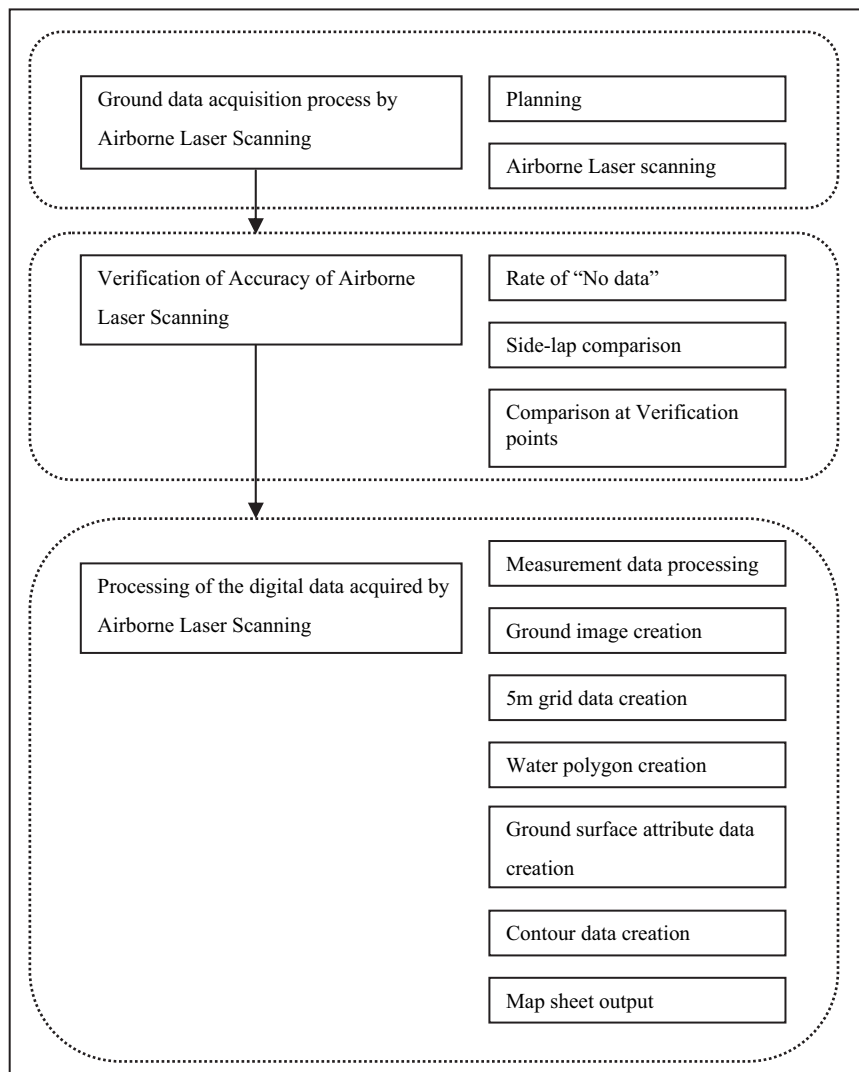 Ground data acquisition process by
Airborne Laser Scanning
Planning
Airborne Laser scanning
Verification of Accuracy of Airborne
Laser Scanning
Rate of “No data”
Side-lap comparison
Comparison at Verification
points
Processing of the digital data acquired by
Airborne Laser Scanning
Measurement data processing
Ground image creation
5m grid data creation
Water polygon creation
Ground surface attribute data
creation
Contour data creation
Map sheet output